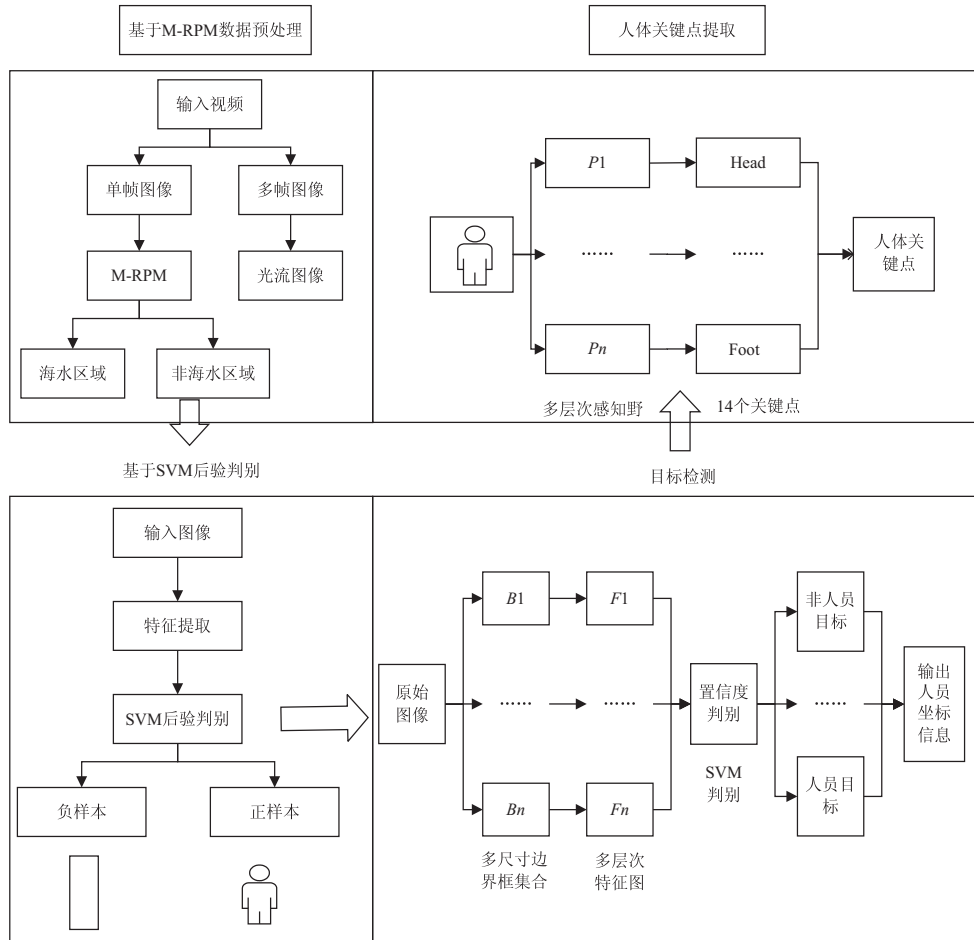 基于M-RPM数据预处理
人体关键点提取
输入视频
单帧图像
多帧图像
M-RPM
光流图像
海水区域
非海水区域
P1
Head
……
……
人体关
键点
Pn
Foot
多层次感知野
14个关键点
基于SVM后验判别
目标检测
输入图像
特征提取
SVM后验判别
负样本
正样本
原始
图像
B1
F1
……
……
Bn
Fn
多尺寸边
界框集合
多层次
特征图
置信度
判别
SVM
判别
非人员
目标
……
人员目
标
输出
人员
坐标
信息